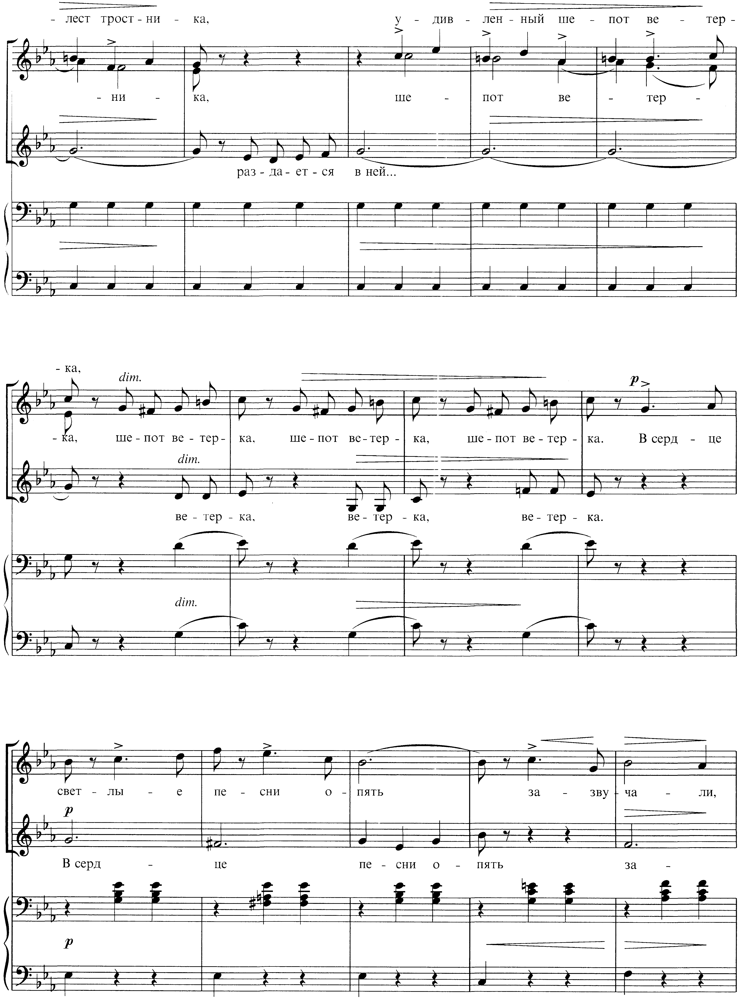 - лест трост - ни - ка, у - див - лен - ный ше - пот ве - тер -
- ни - ка, ше - пот ве - тер -
раз - да - ет - ся в ней...
- ка,
dim.
- ка, ше - пот ве - тер - ка, ше - пот ве - тер - ка, ше - пот ве - тер - ка. В серд - це
p
dim.
ве - тер - ка, ве - тер - ка, ве - тер - ка.
dim.
свет - лы - е пе - сни о - пять за - зву - ча - ли,
p
В серд - це пе - сни о - пять за -
p